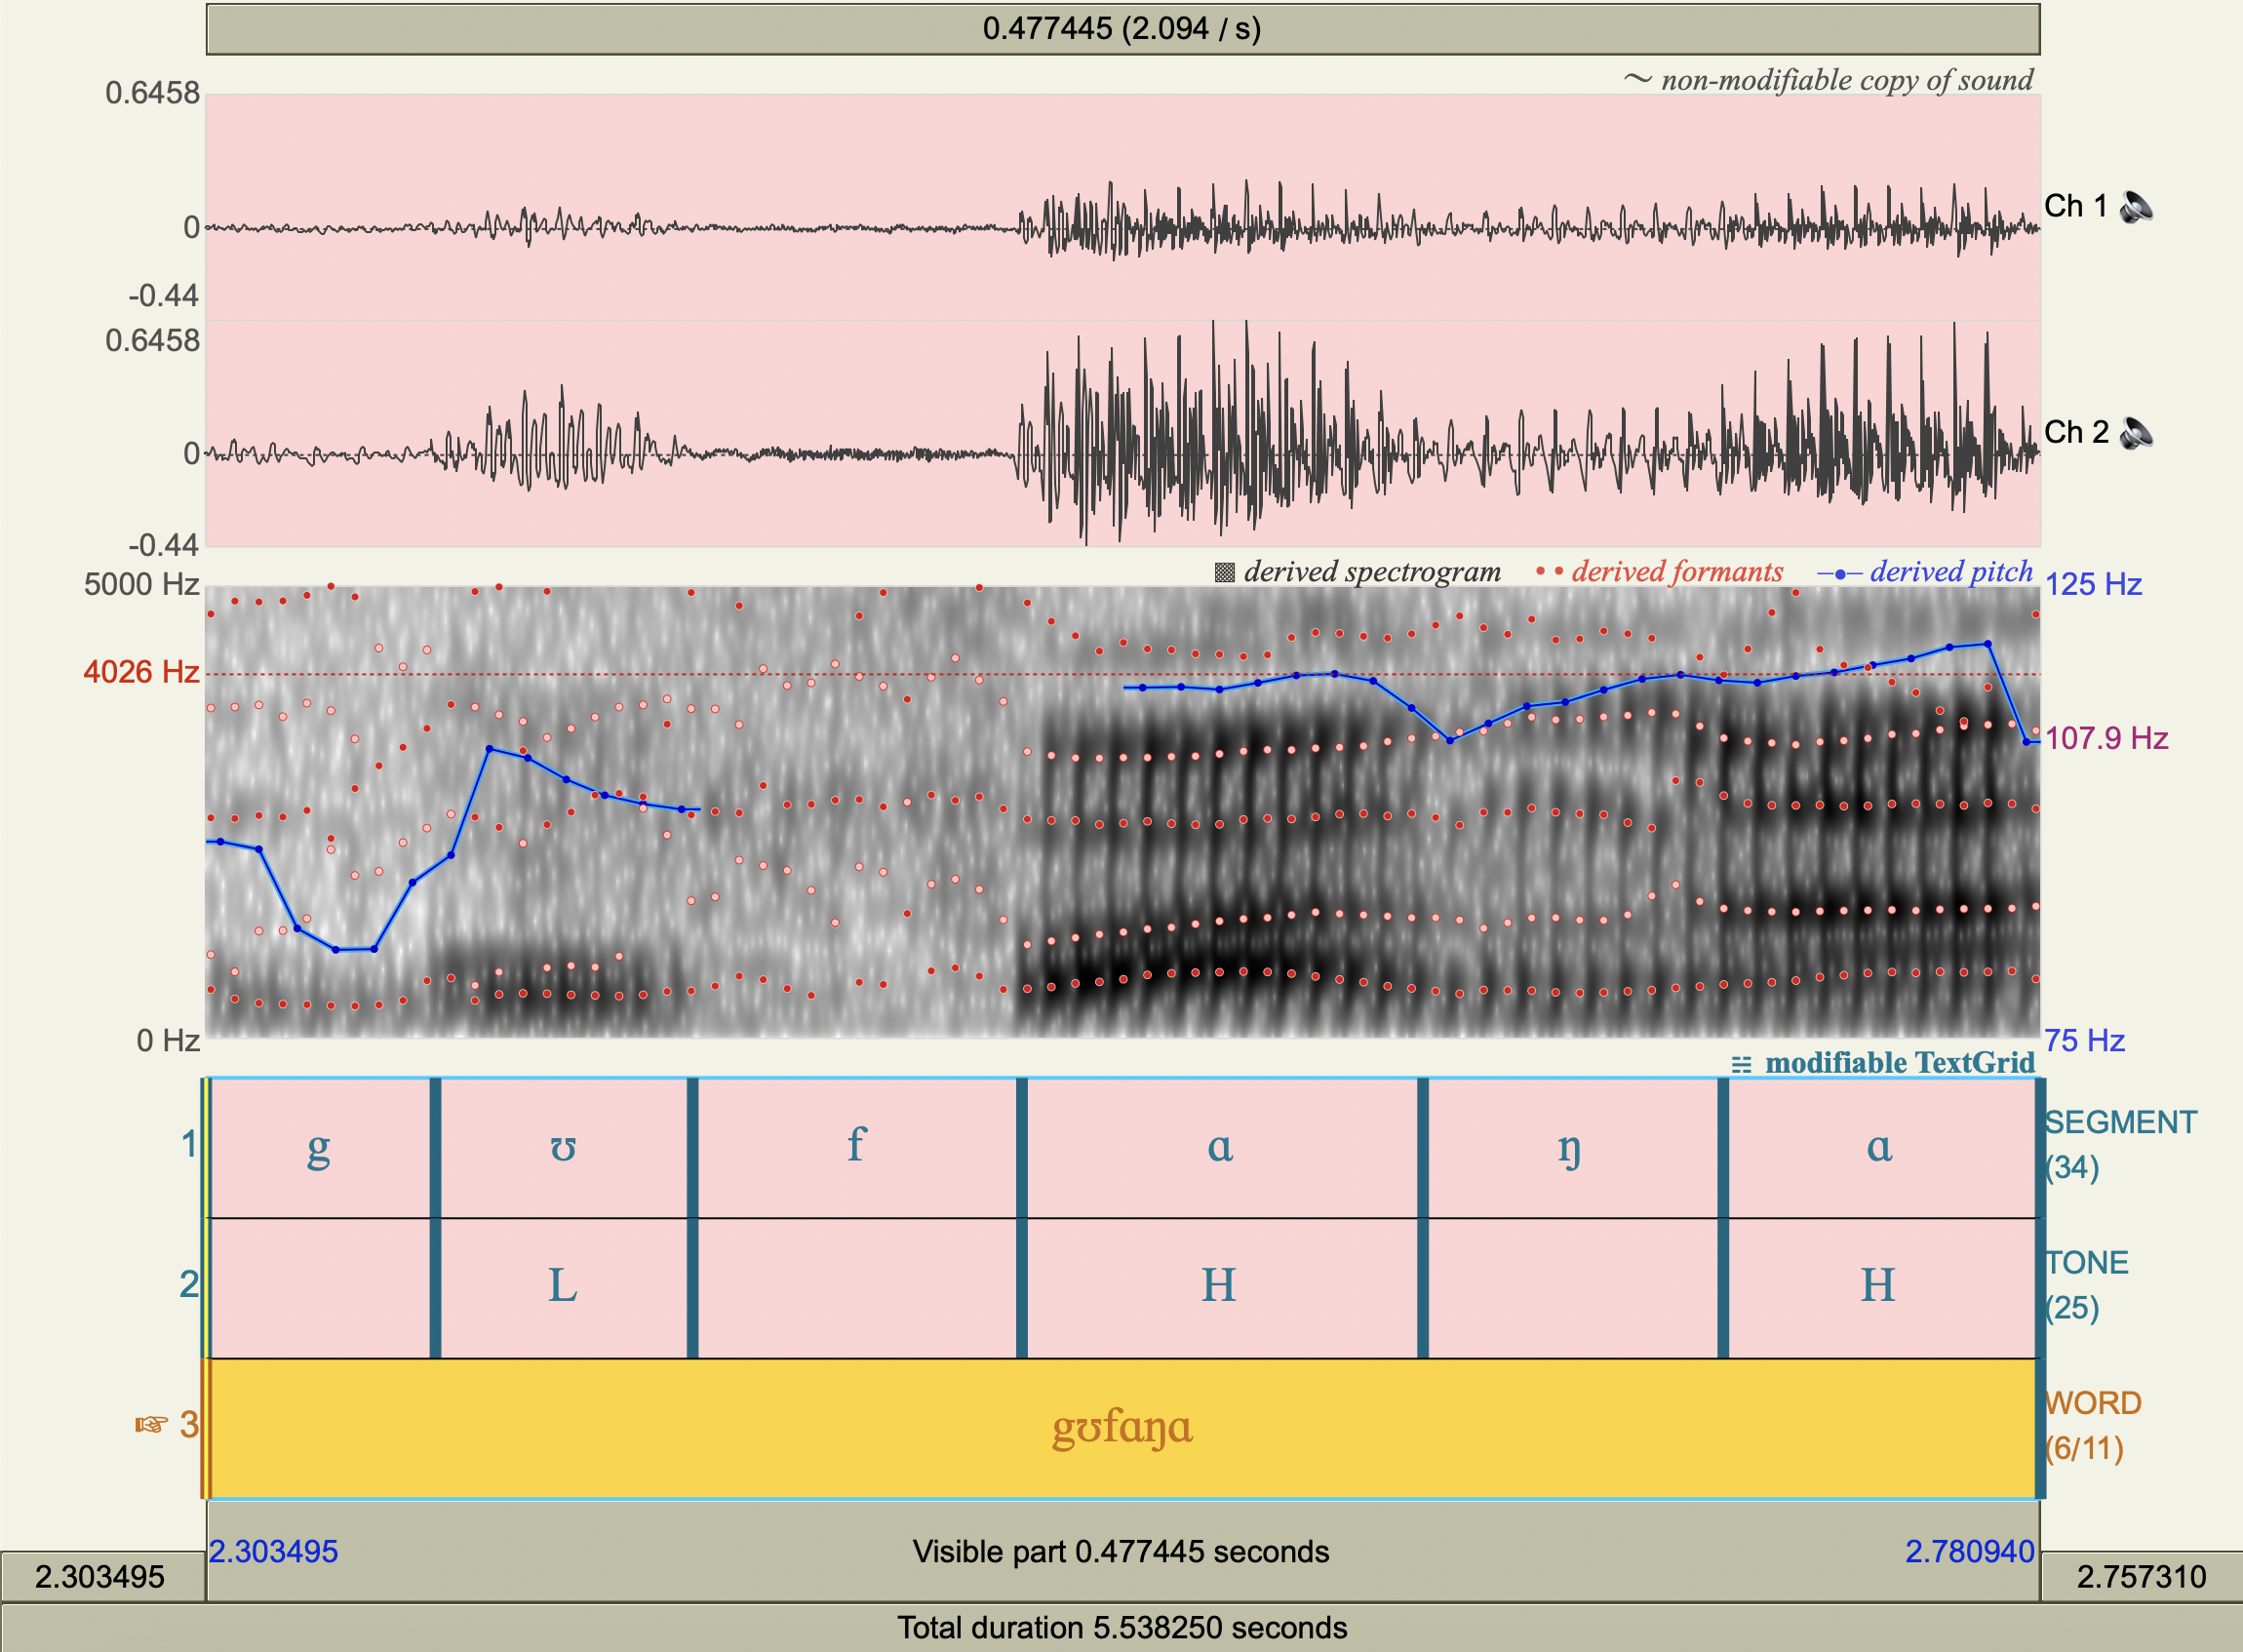 0.477445 (2.094 / s)
~ non-modifiable copy of sound
0.6458
0
-0.44
Ch 1
0.6458
0
-0.44
Ch 2
derived spectrogram derived formants derived pitch
5000 Hz
125 Hz
4026 Hz
107.9 Hz
0 Hz
75 Hz
modifiable TextGrid
1 g ʊ f ɑ ŋ ɑ SEGMENT
(34)
2 L H H TONE
(25)
☞ 3 gʊfɑŋɑ WORD
(6/11)
2.303495 Visible part 0.477445 seconds 2.780940
2.303495 2.757310
Total duration 5.538250 seconds